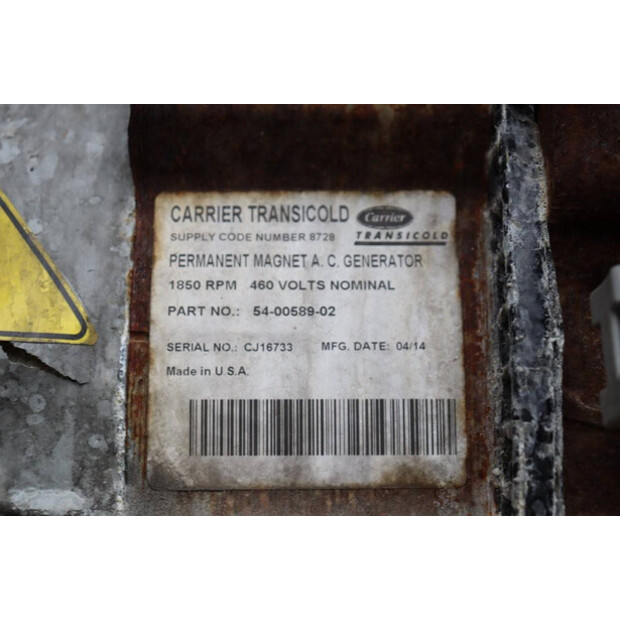 CARRIER TRANSICOLD
Carrier
TRANSICOLD
SUPPLY CODE NUMBER 8728
PERMANENT MAGNET A. C. GENERATOR
1850 RPM 460 VOLTS NOMINAL
PART NO.: 54-00589-02
SERIAL NO.: CJ16733 MFG. DATE: 04/14
Made in U.S.A.